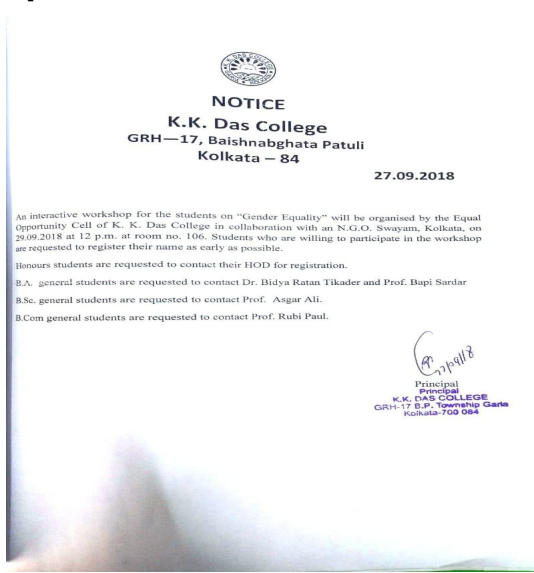 K. K. DAS COLLEGE
NOTICE
K.K. Das College
GRH—17, Baishnabghata Patuli
Kolkata – 84
27.09.2018
An interactive workshop for the students on "Gender Equality" will be organised by the Equal
Opportunity Cell of K. K. Das College in collaboration with an N.G.O. Swayam, Kolkata, on
29.09.2018 at 12 p.m. at room no. 106. Students who are willing to participate in the workshop
are requested to register their name as early as possible.
Honours students are requested to contact their HOD for registration.
B.A. general students are requested to contact Dr. Bidya Ratan Tikader and Prof. Bapi Sardar
B.Sc. general students are requested to contact Prof. Asgar Ali.
B.Com general students are requested to contact Prof. Rubi Paul.
27/09/18
Principal
Principal
K.K. DAS COLLEGE
GRH-17 B.P. Township Garia
Kolkata-700 084